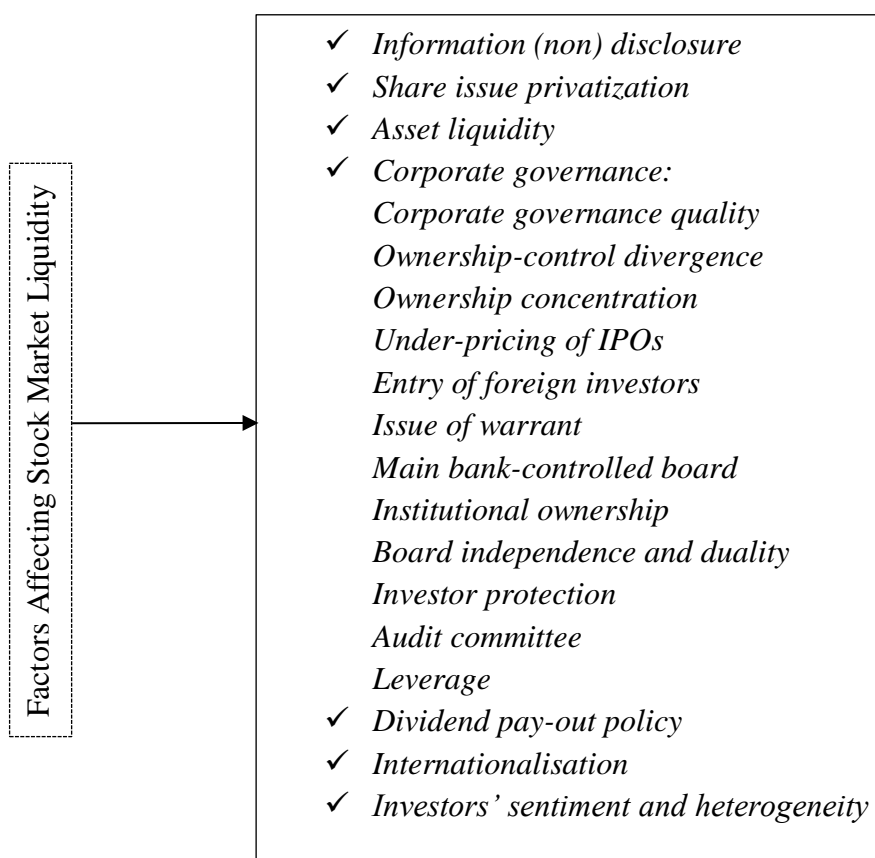 Factors Affecting Stock Market Liquidity
✓ Information (non) disclosure
✓ Share issue privatization
✓ Asset liquidity
✓ Corporate governance:
Corporate governance quality
Ownership-control divergence
Ownership concentration
Under-pricing of IPOs
Entry of foreign investors
Issue of warrant
Main bank-controlled board
Institutional ownership
Board independence and duality
Investor protection
Audit committee
Leverage
✓ Dividend pay-out policy
✓ Internationalisation
✓ Investors’ sentiment and heterogeneity